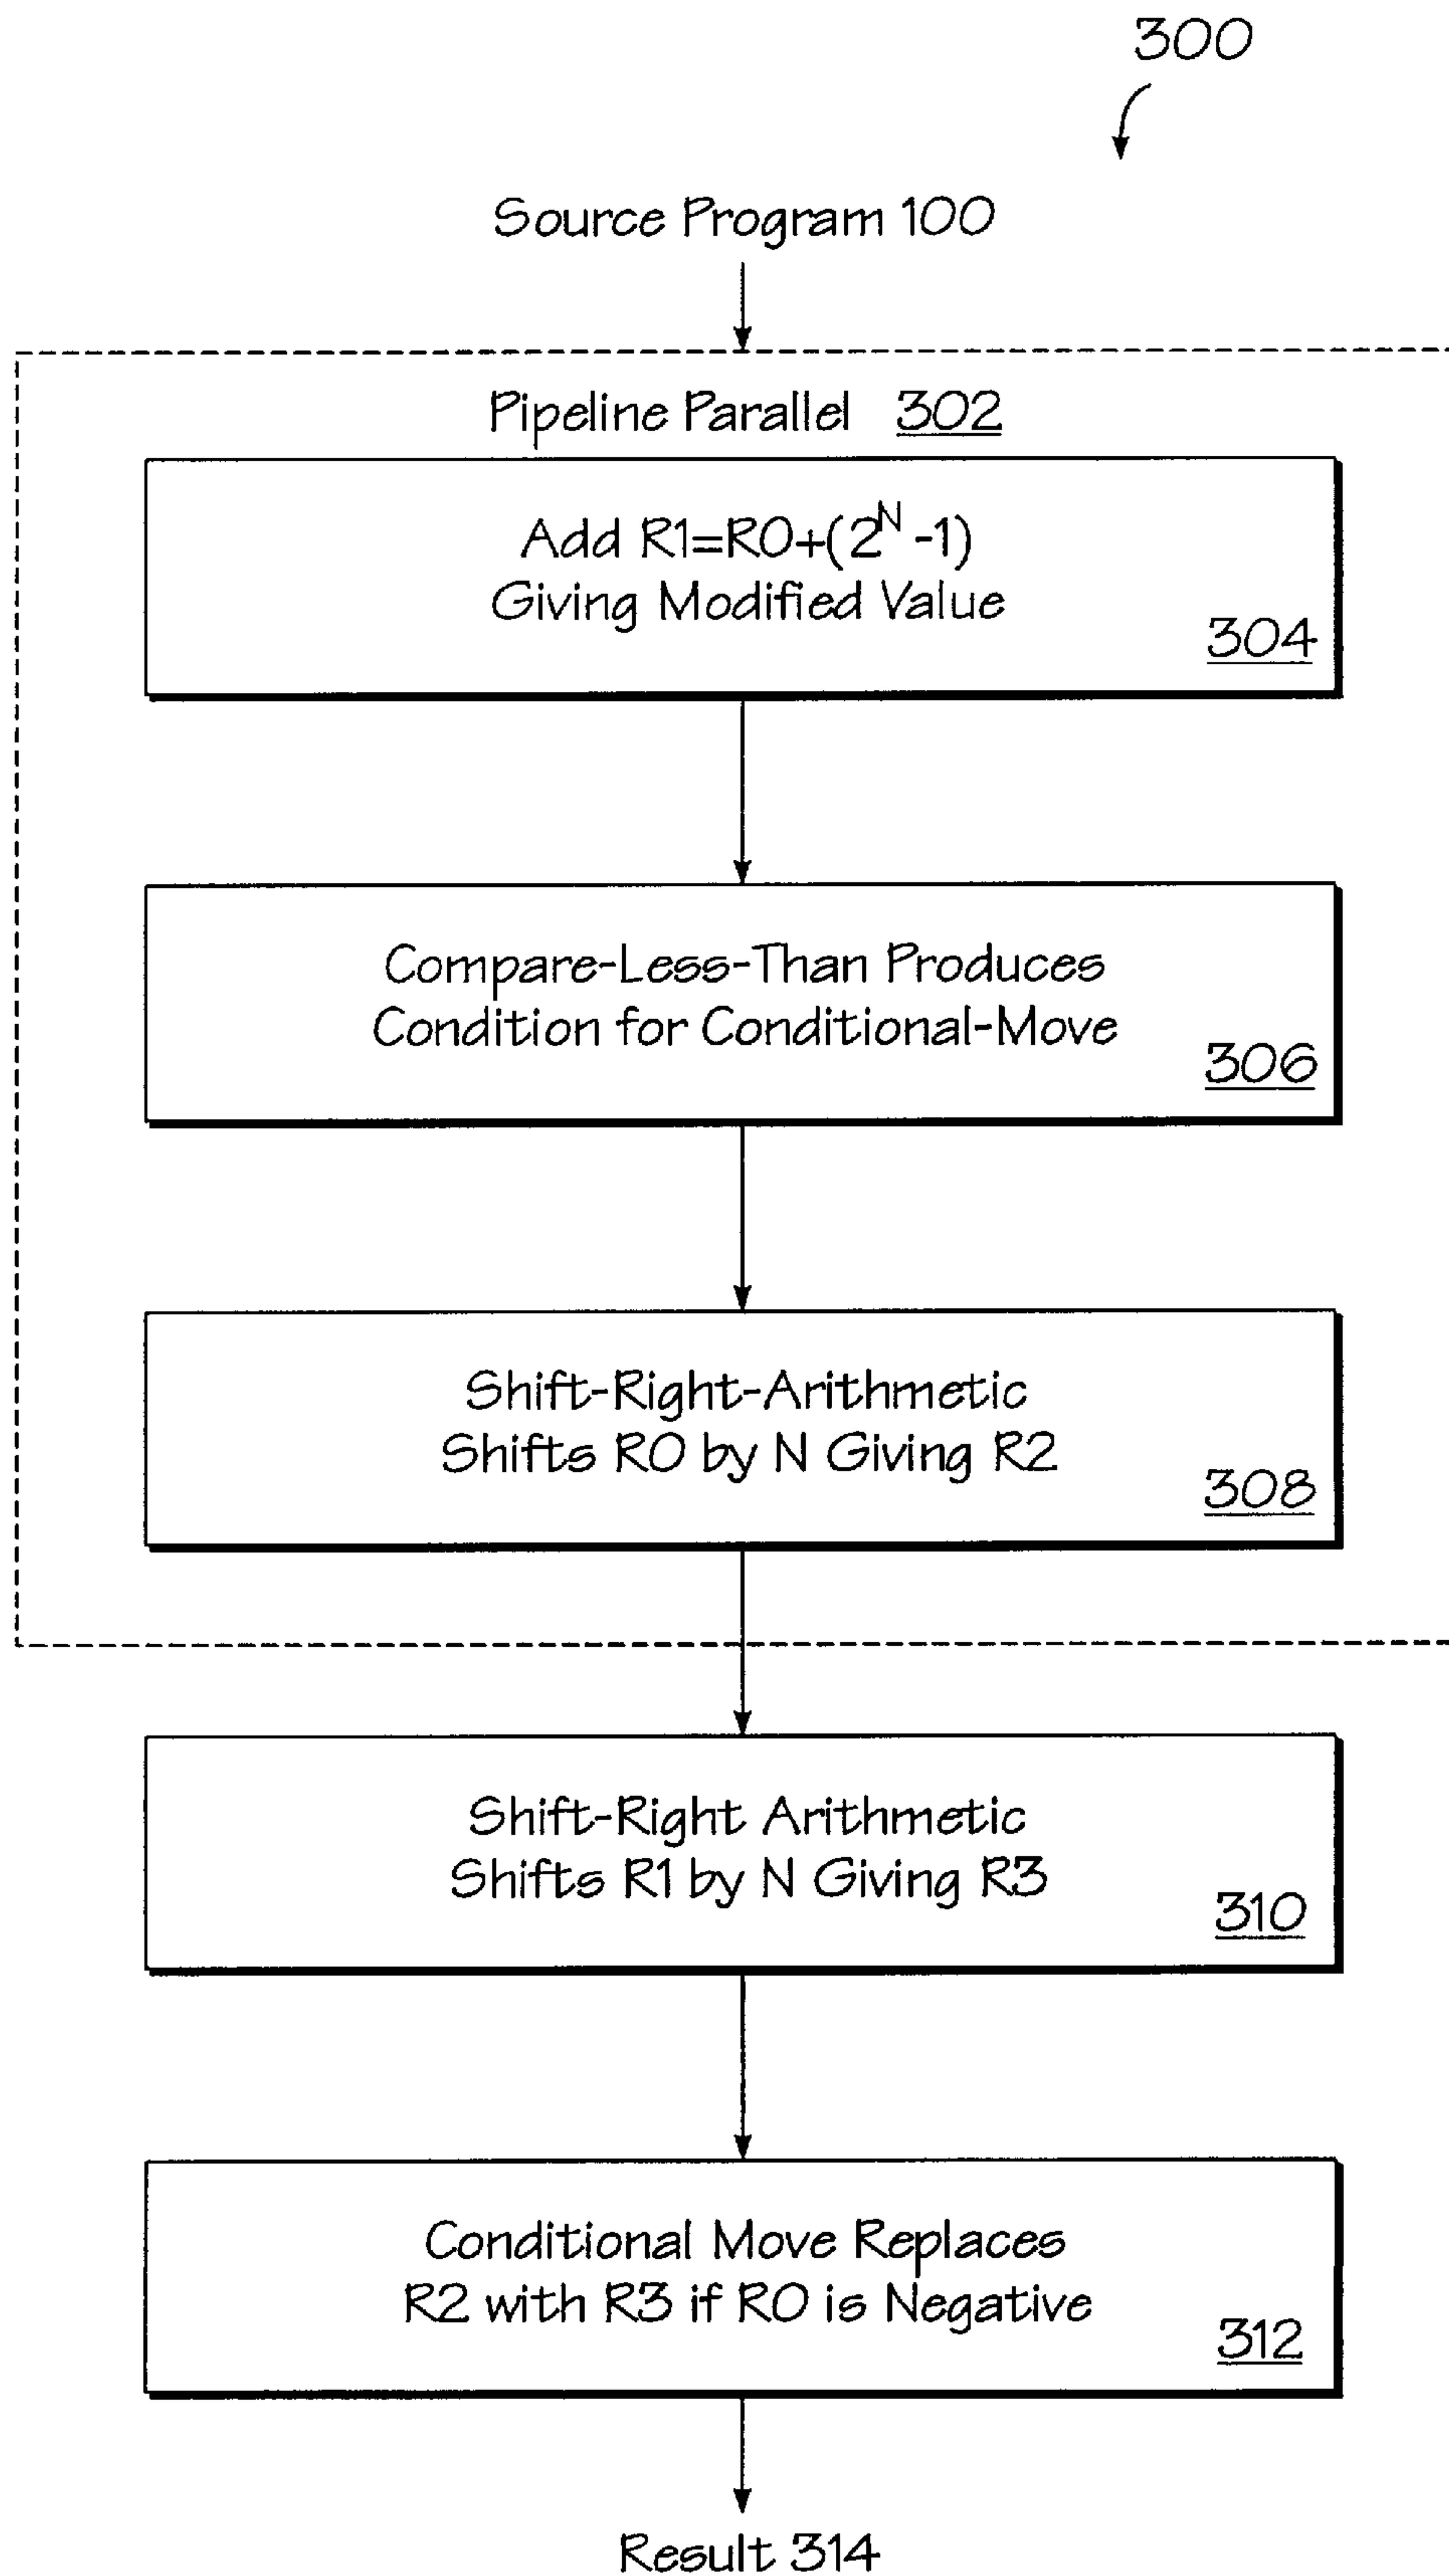 300
Source Program 100
Pipeline Parallel 302
Add R1=R0+(2^N -1)
Giving Modified Value
304
Compare-Less-Than Produces
Condition for Conditional-Move
306
Shift-Right-Arithmetic
Shifts R0 by N Giving R2
308
Shift-Right Arithmetic
Shifts R1 by N Giving R3
310
Conditional Move Replaces
R2 with R3 if R0 is Negative
312
Result 314